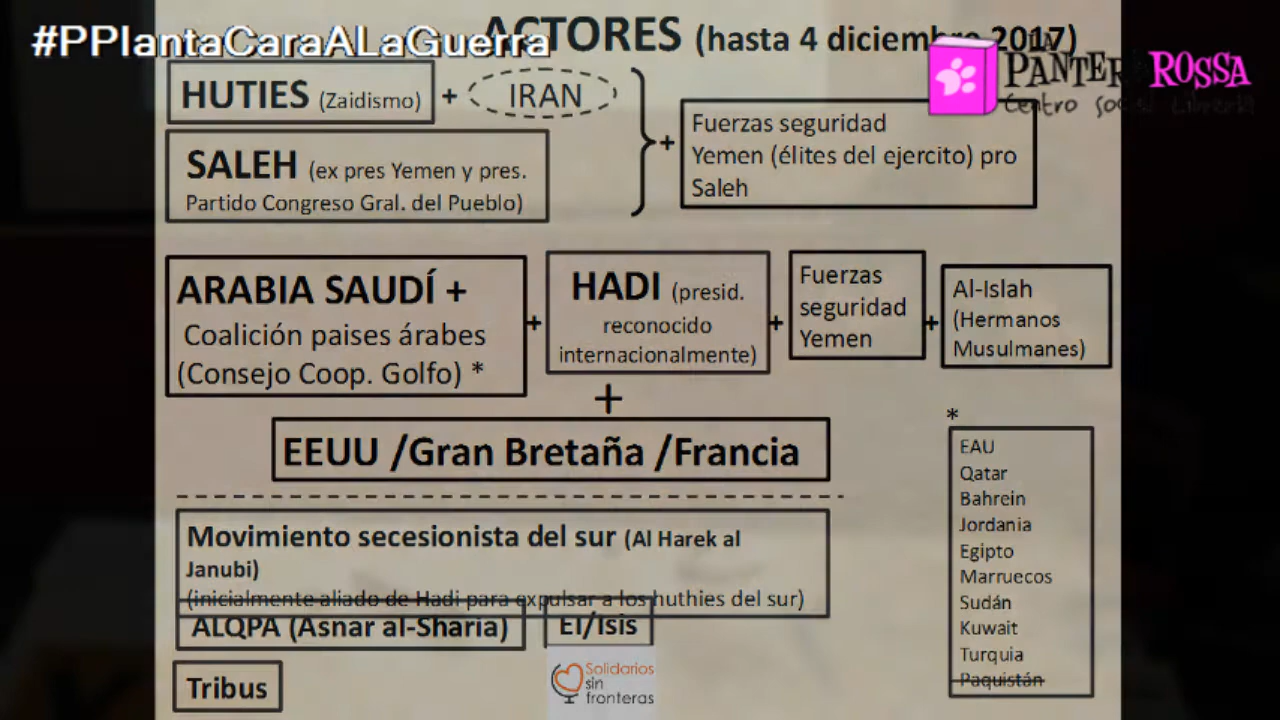 #PPlantaCaraALaGuerra
ACTORES (hasta 4 diciembre 2017)
LA
PANTERA ROSSA
Centro Social Librería
HUTIES (Zaidismo) + IRAN
SALEH (ex pres Yemen y pres.
Partido Congreso Gral. del Pueblo)
+
Fuerzas seguridad
Yemen (élites del ejercito) pro
Saleh
ARABIA SAUDÍ +
Coalición paises árabes
(Consejo Coop. Golfo) *
+
HADI (presid.
reconocido
internacionalmente)
+
Fuerzas
seguridad
Yemen
+
Al-Islah
(Hermanos
Musulmanes)
+
EEUU /Gran Bretaña /Francia
*
EAU
Qatar
Bahrein
Jordania
Egipto
Marruecos
Sudán
Kuwait
Turquia
Paquistán
Movimiento secesionista del sur (Al Harek al
Janubi)
(inicialmente aliado de Hadi para expulsar a los huthies del sur)
ALQPA (Asnar al-Sharia)
EI/Isis
Tribus
Solidarios
sin
fronteras